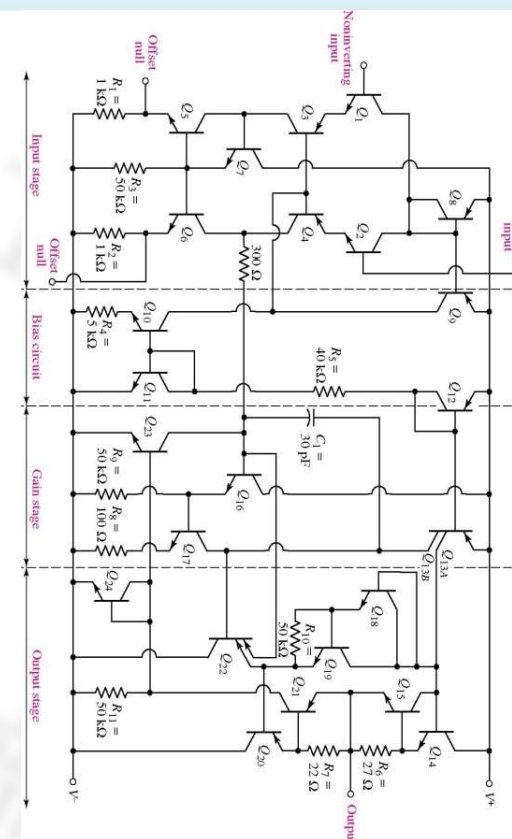 V+
input
Q8
Q9
Q12
Q13A
Q13B
Q14
Q15
Q18
Q19
R6 =
27 Ω
Noninverting
input
Q1
Q2
R5 =
40 kΩ
C1 =
30 pF
R10 =
50 kΩ
R7 =
22 Ω
Outpu
Q3
Q4
Q7
300 Ω
Q16
Q21
Q20
Q22
Q5
Q6
Q10
Q11
Q17
Q23
Q24
Offset
null
R1 =
1 kΩ
R3 =
50 kΩ
R2 =
1 kΩ
R4 =
5 kΩ
R9 =
50 kΩ
R8 =
100 Ω
R11 =
50 kΩ
Offset
null
V-
Input stage
Bias circuit
Gain stage
Output stage